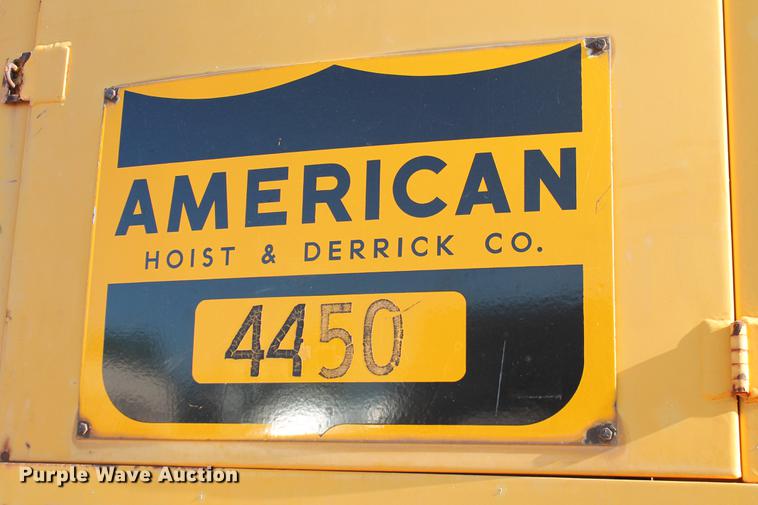 AMERICAN
HOIST & DERRICK CO.
4450
Purple Wave Auction